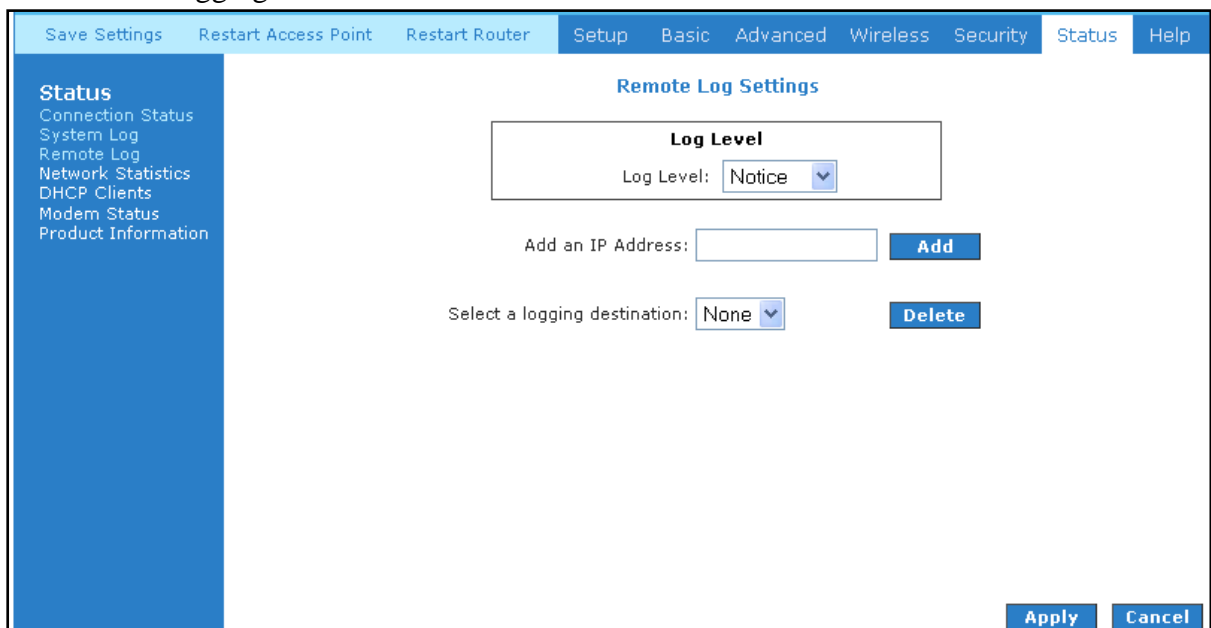 gging
Save Settings Restart Access Point Restart Router Setup Basic Advanced Wireless Security Status Help
Status
Connection Status
System Log
Remote Log
Network Statistics
DHCP Clients
Modem Status
Product Information
Remote Log Settings
Log Level
Log Level: Notice
Add an IP Address: Add
Select a logging destination: None Delete
Apply Cancel